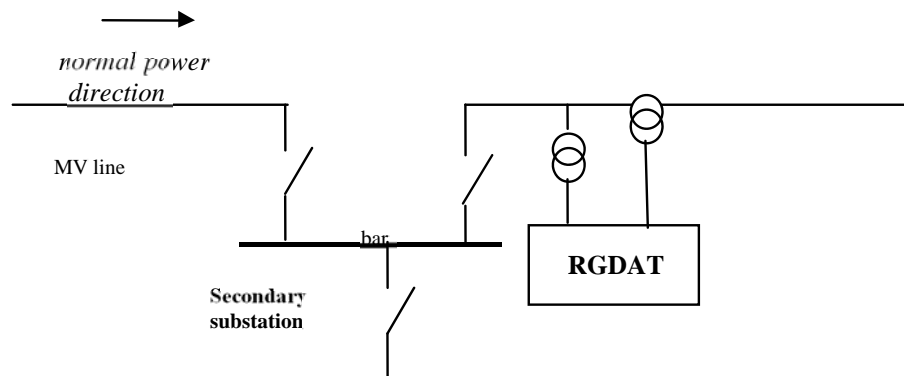 normal power
direction
MV line
bar
RGDAT
Secondary
substation